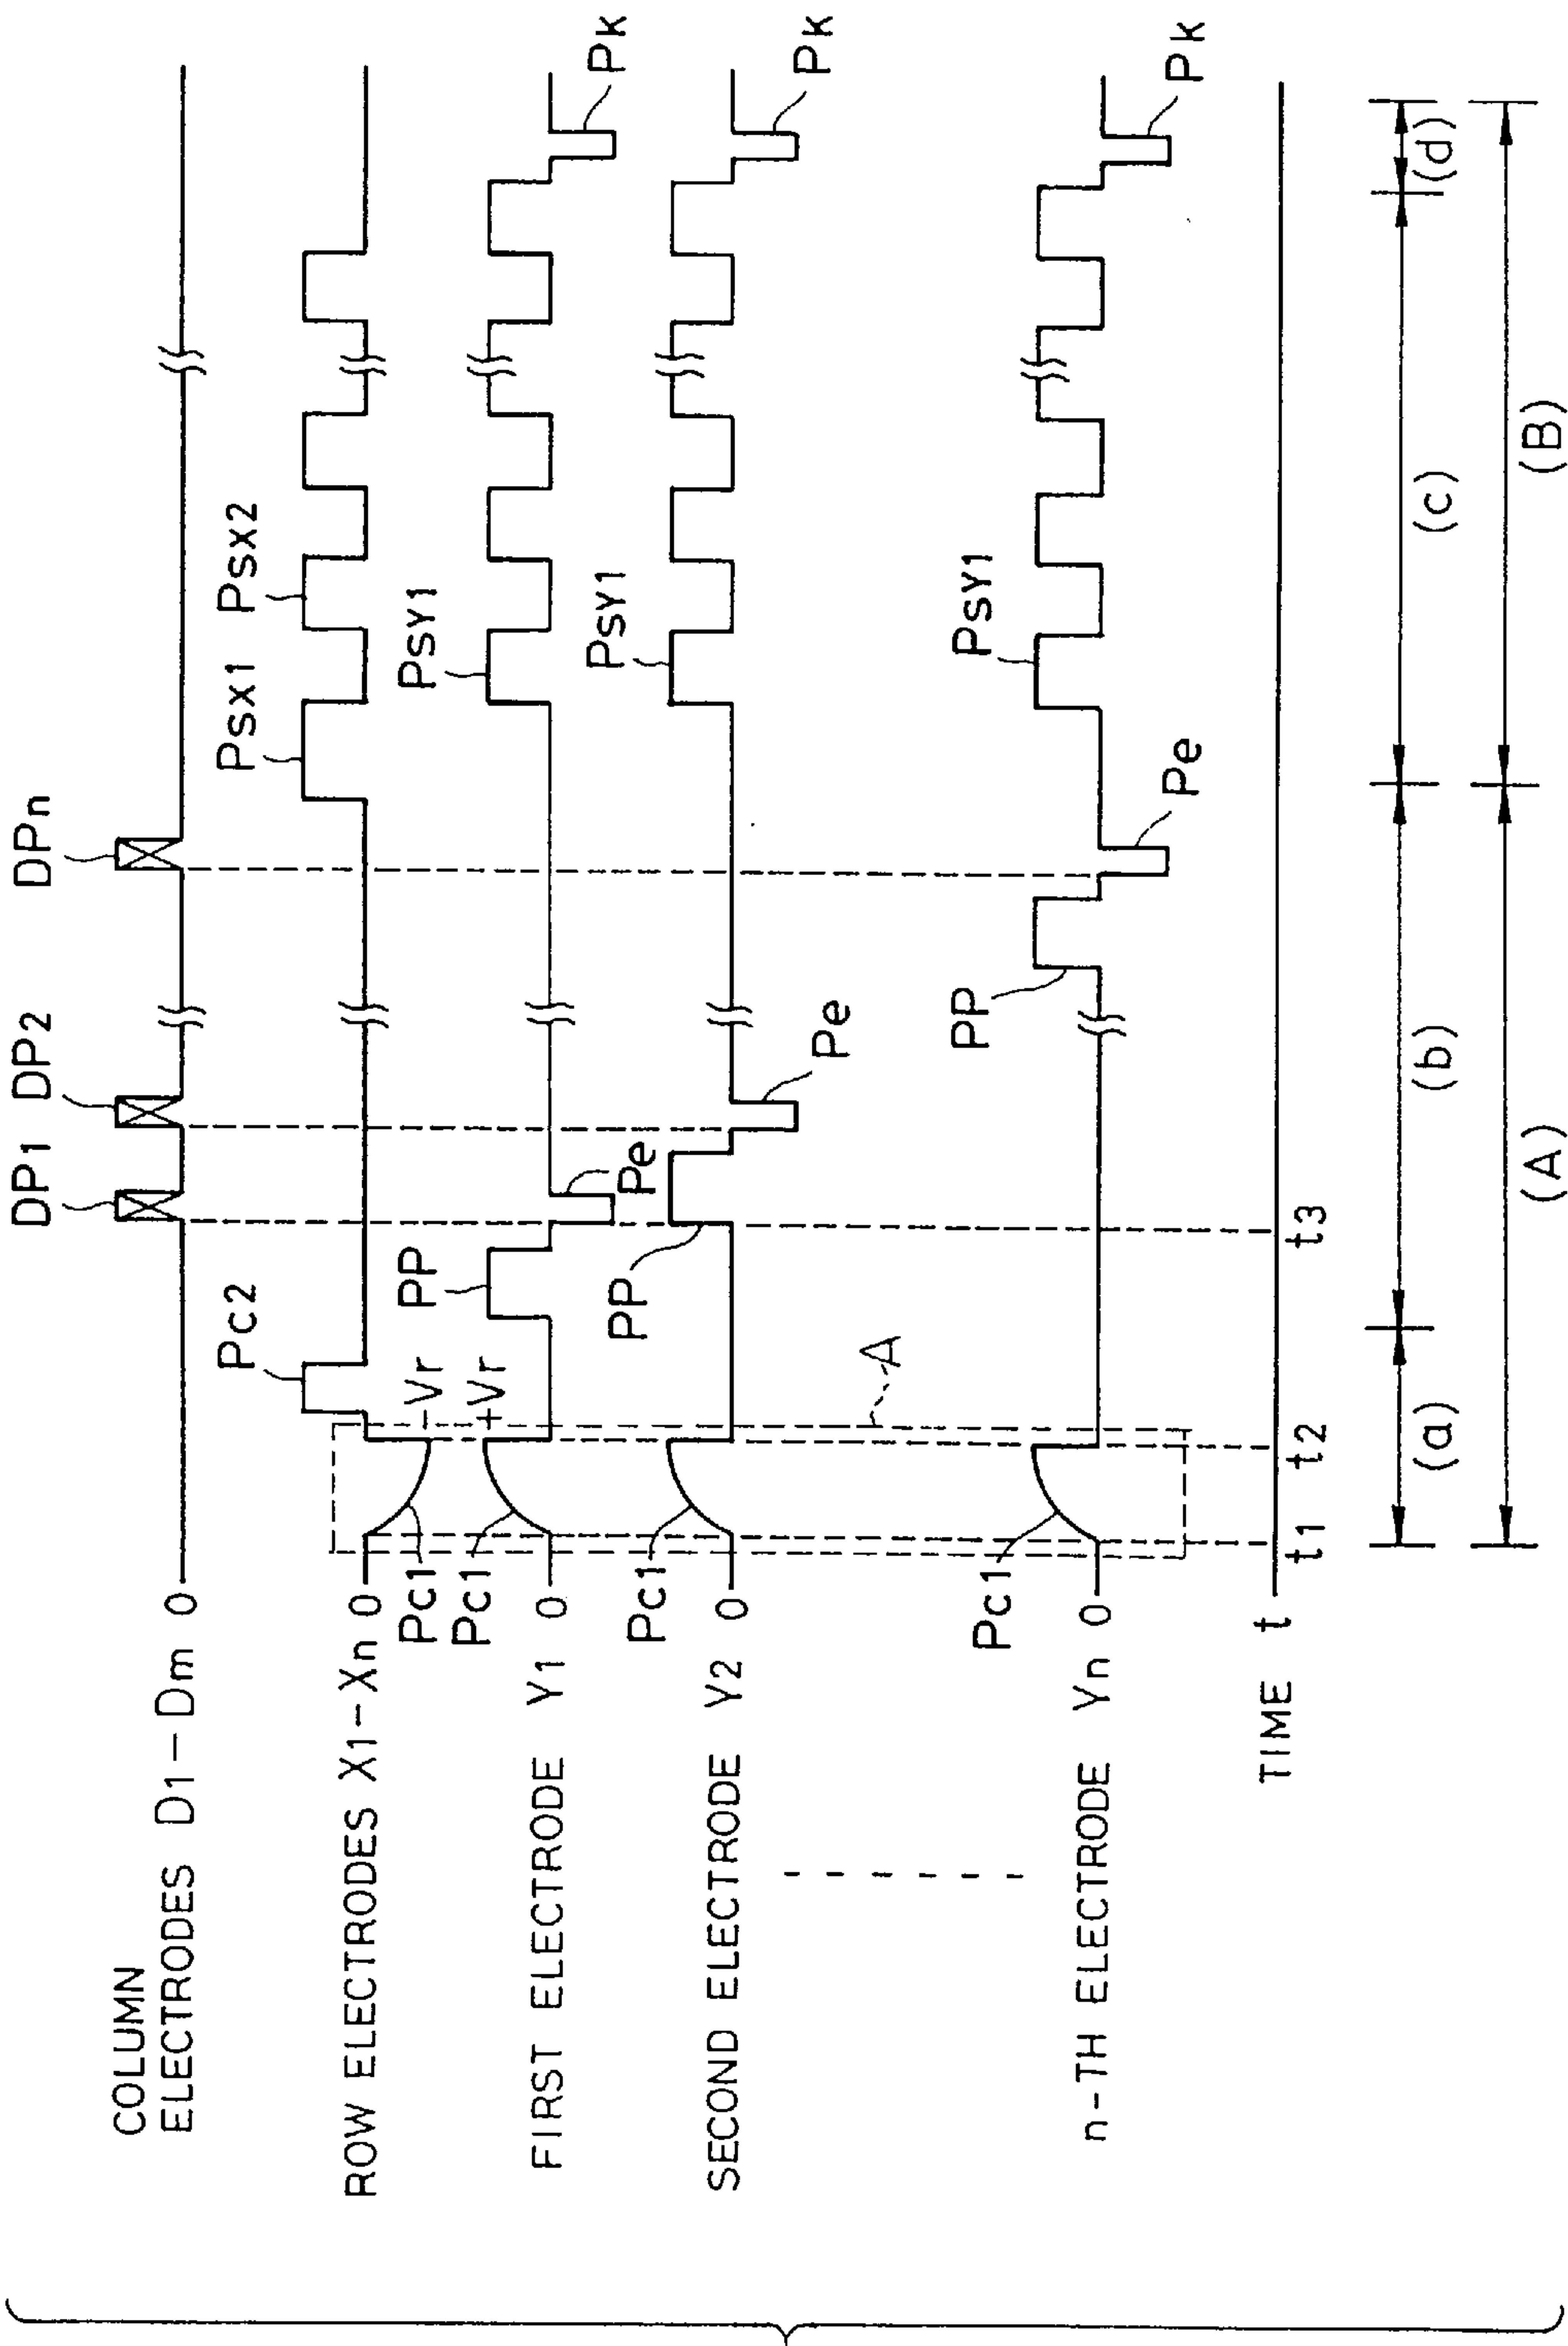 COLUMN
ELECTRODES D1-Dm 0
DP1 DP2 DPn
ROW ELECTRODES X1-Xn 0
Pc1 -Vr Pc2 Psx1 Psx2
FIRST ELECTRODE Y1 0
Pc1 +Vr PP Pe PsY1 PK
SECOND ELECTRODE Y2 0
Pc1 PP Pe PsY1 PK
A
n-TH ELECTRODE Yn 0
Pc1 PP Pe PsY1 PK
TIME t
t1 t2 t3
(a) (b) (c) (d)
(A) (B)